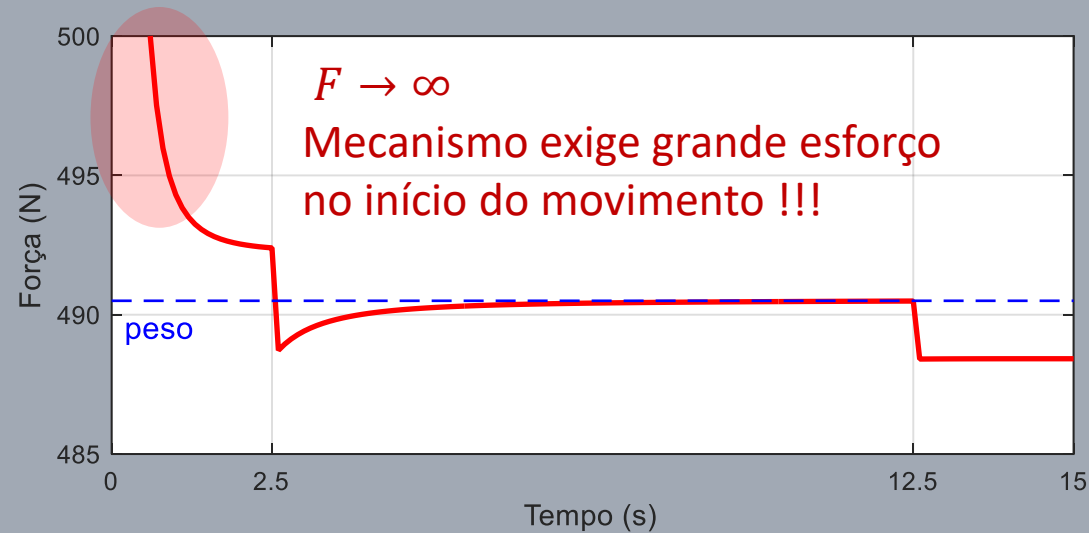 500
F → ∞
Mecanismo exige grande esforço
no início do movimento !!!
495
Força (N)
490
peso
485
0
2.5
12.5
15
Tempo (s)